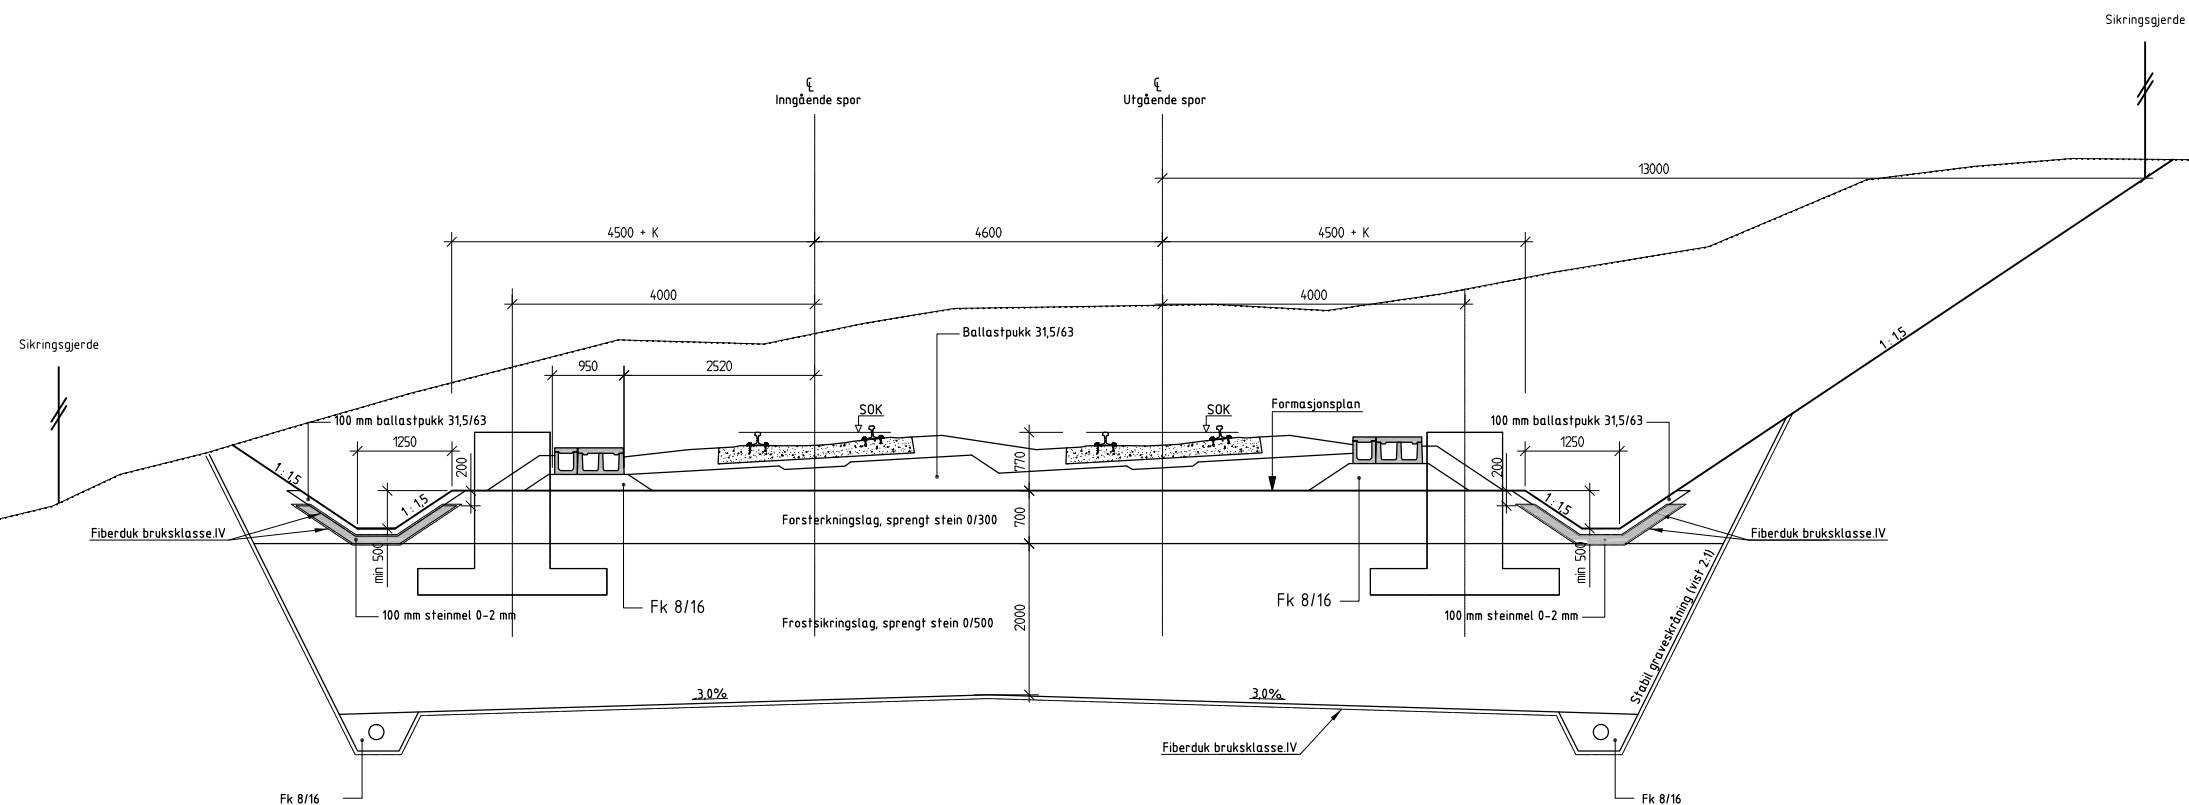 Sikringsgjerde
℄
Inngående spor
℄
Utgående spor
13000
4500 + K
4600
4500 + K
4000
4000
Ballastpukk 31,5/63
Sikringsgjerde
1 : 1,5
950
2520
SOK
SOK
Formasjonsplan
100 mm ballastpukk 31,5/63
100 mm ballastpukk 31,5/63
1250
1250
200
770
200
1 : 1,5
1 : 1,5
1 : 1,5
Forsterkningslag, sprengt stein 0/300
700
Fiberduk bruksklasse.IV
Fiberduk bruksklasse.IV
min 500
min 500
Fk 8/16
Fk 8/16
100 mm steinmel 0-2 mm
100 mm steinmel 0-2 mm
Frostsikringslag, sprengt stein 0/500
2000
Stabil graveskråning (vist 2:1)
3,0%
3,0%
Fiberduk bruksklasse.IV
Fk 8/16
Fk 8/16